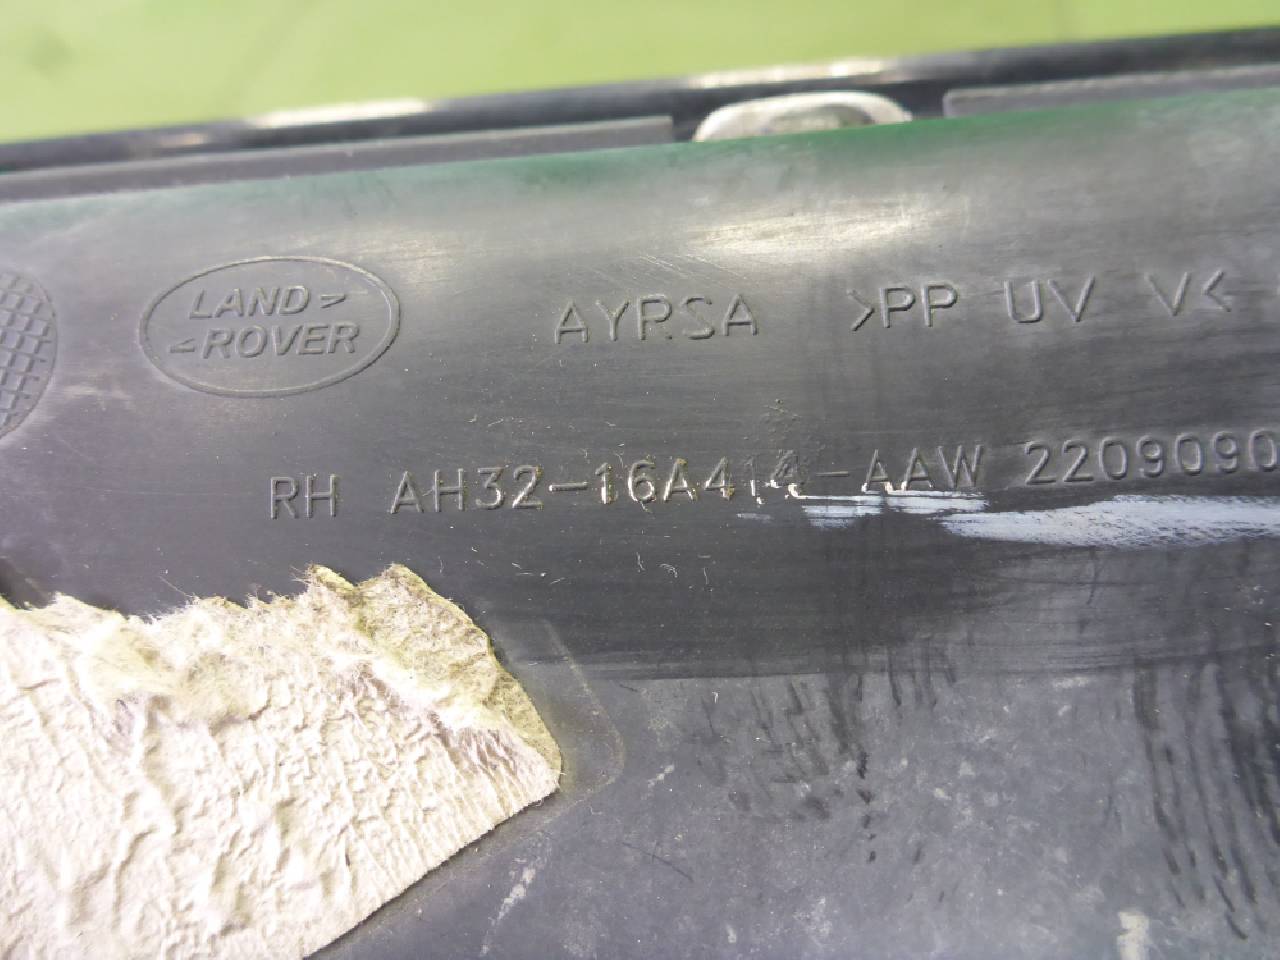 LAND>
<ROVER
AYRSA >PP UV V<
RH AH32-16A414-AAW 2209090